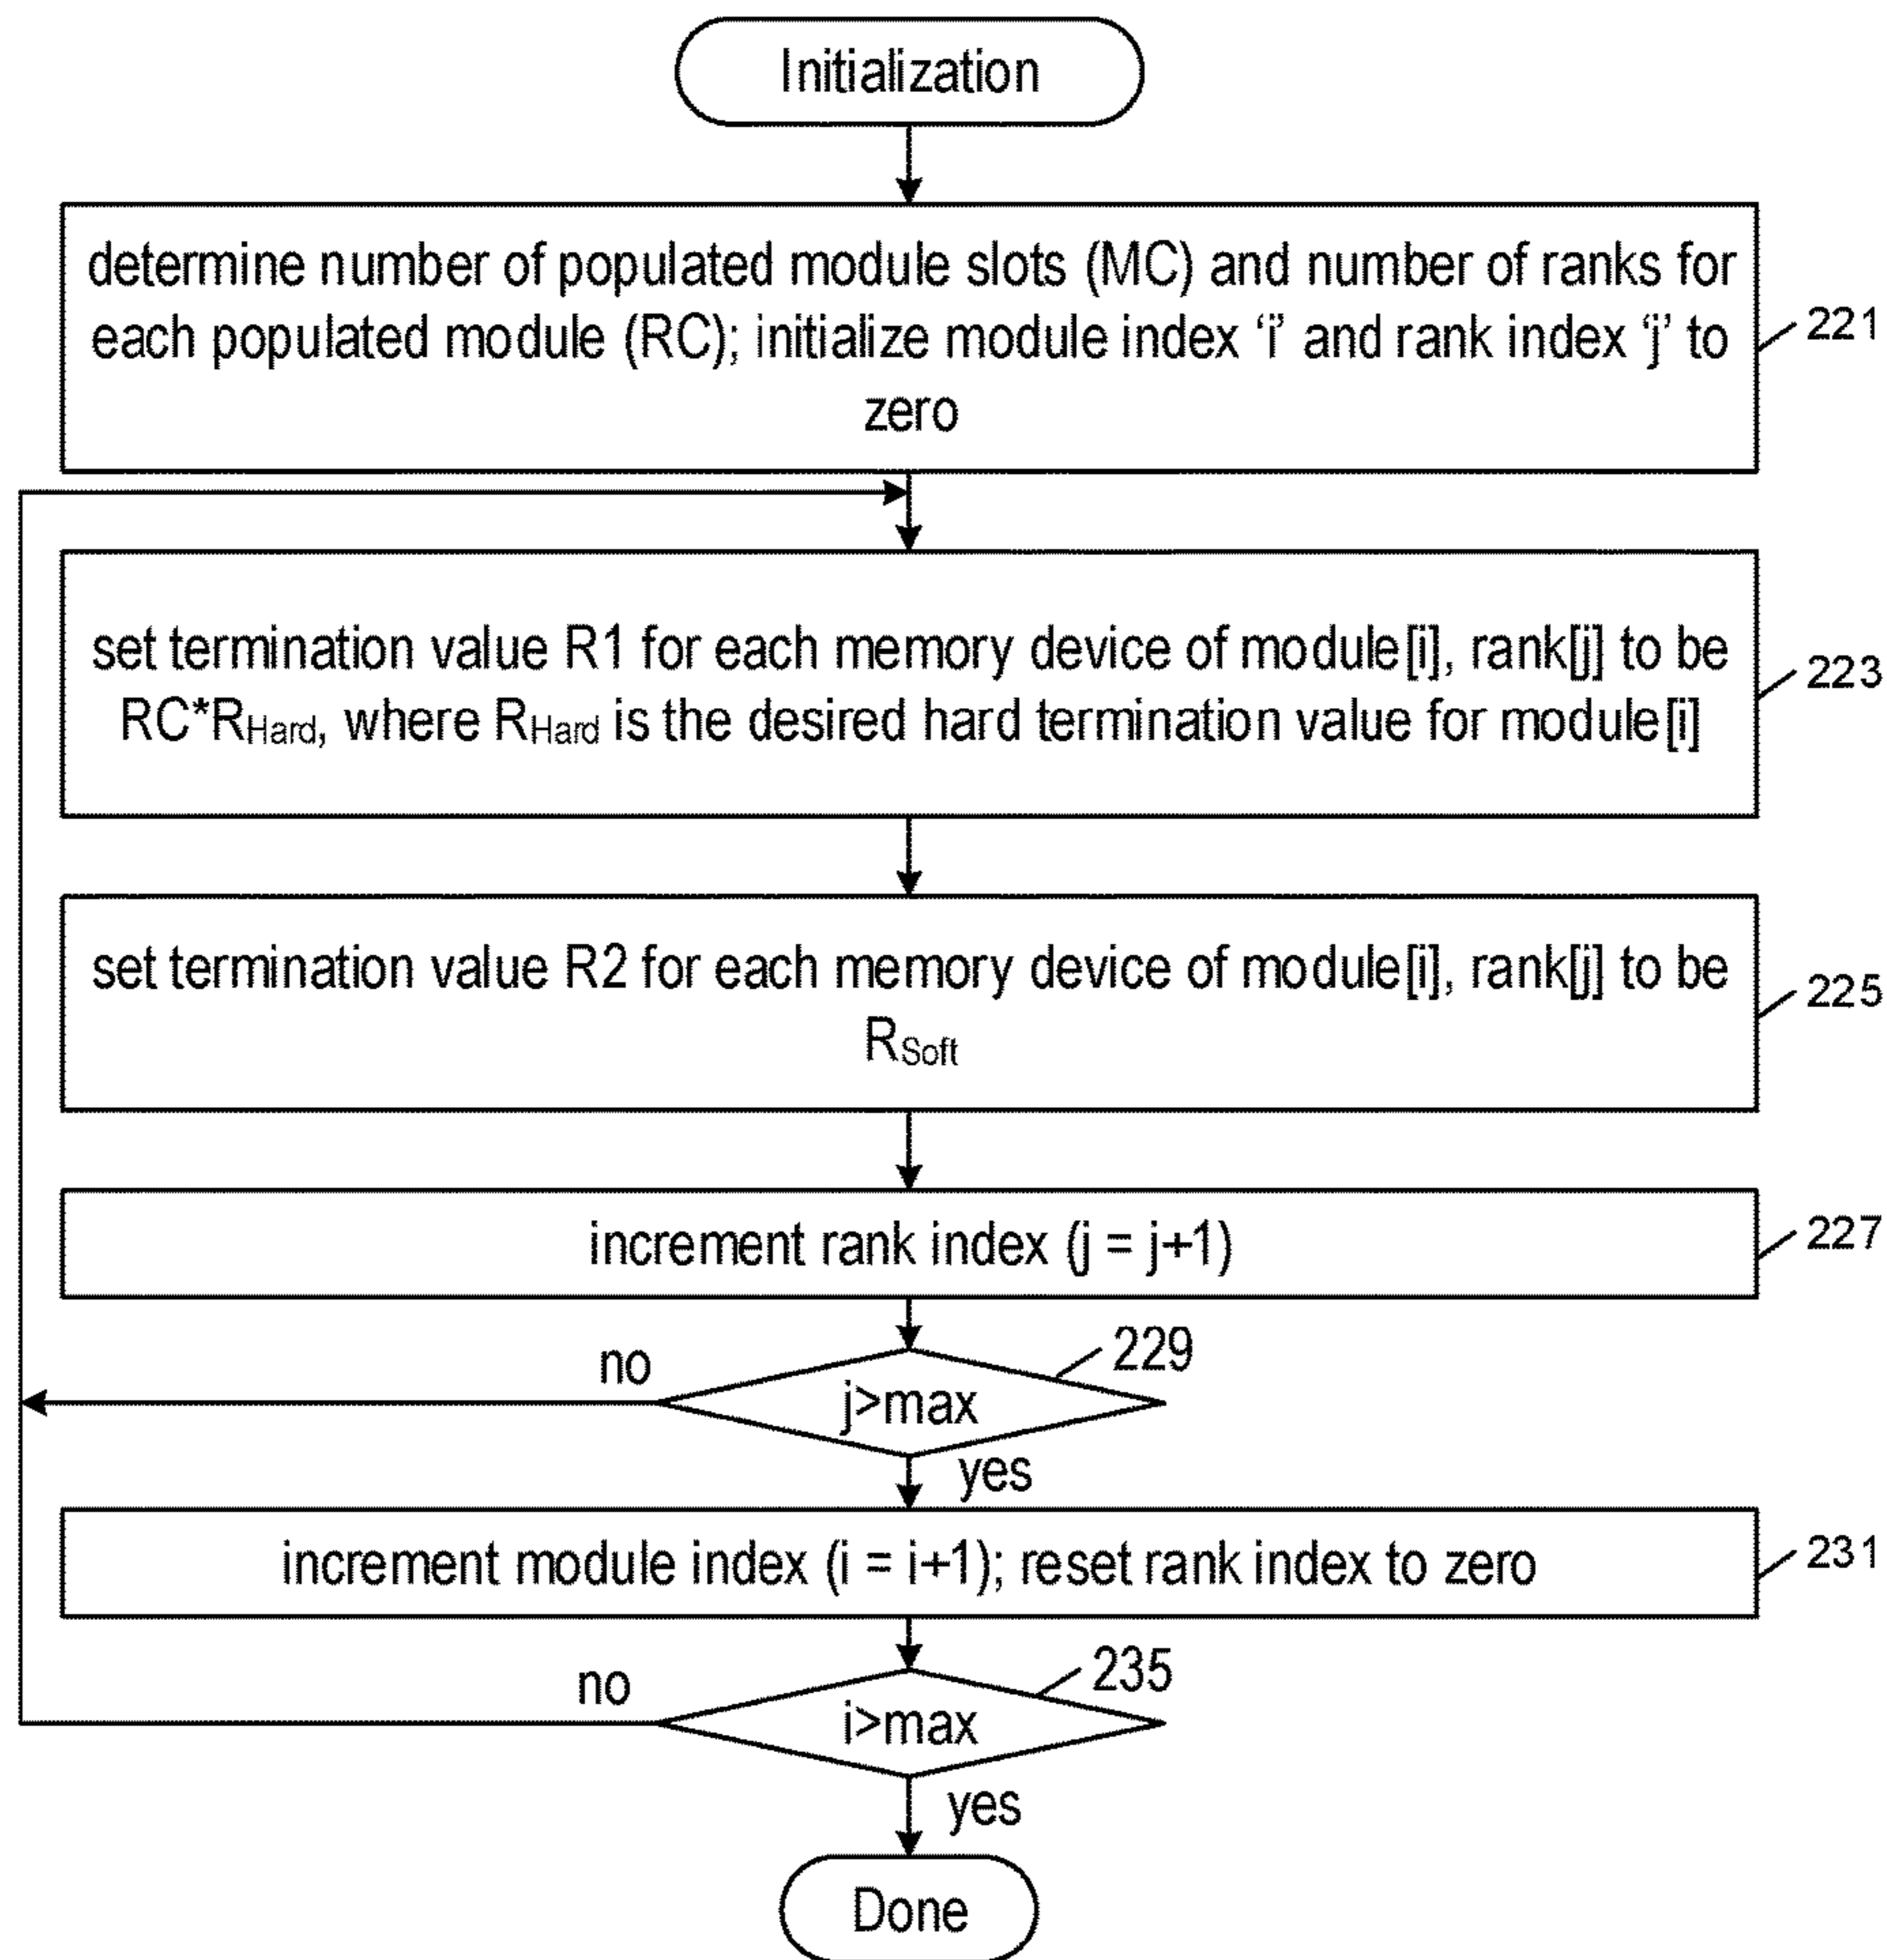 Initialization
determine number of populated module slots (MC) and number of ranks for
each populated module (RC); initialize module index ‘i’ and rank index ‘j’ to
zero
221
set termination value R1 for each memory device of module[i], rank[j] to be
RC*RHard, where RHard is the desired hard termination value for module[i]
223
set termination value R2 for each memory device of module[i], rank[j] to be
RSoft
225
increment rank index (j = j+1)
227
229
no
j>max
yes
increment module index (i = i+1); reset rank index to zero
231
235
no
i>max
yes
Done